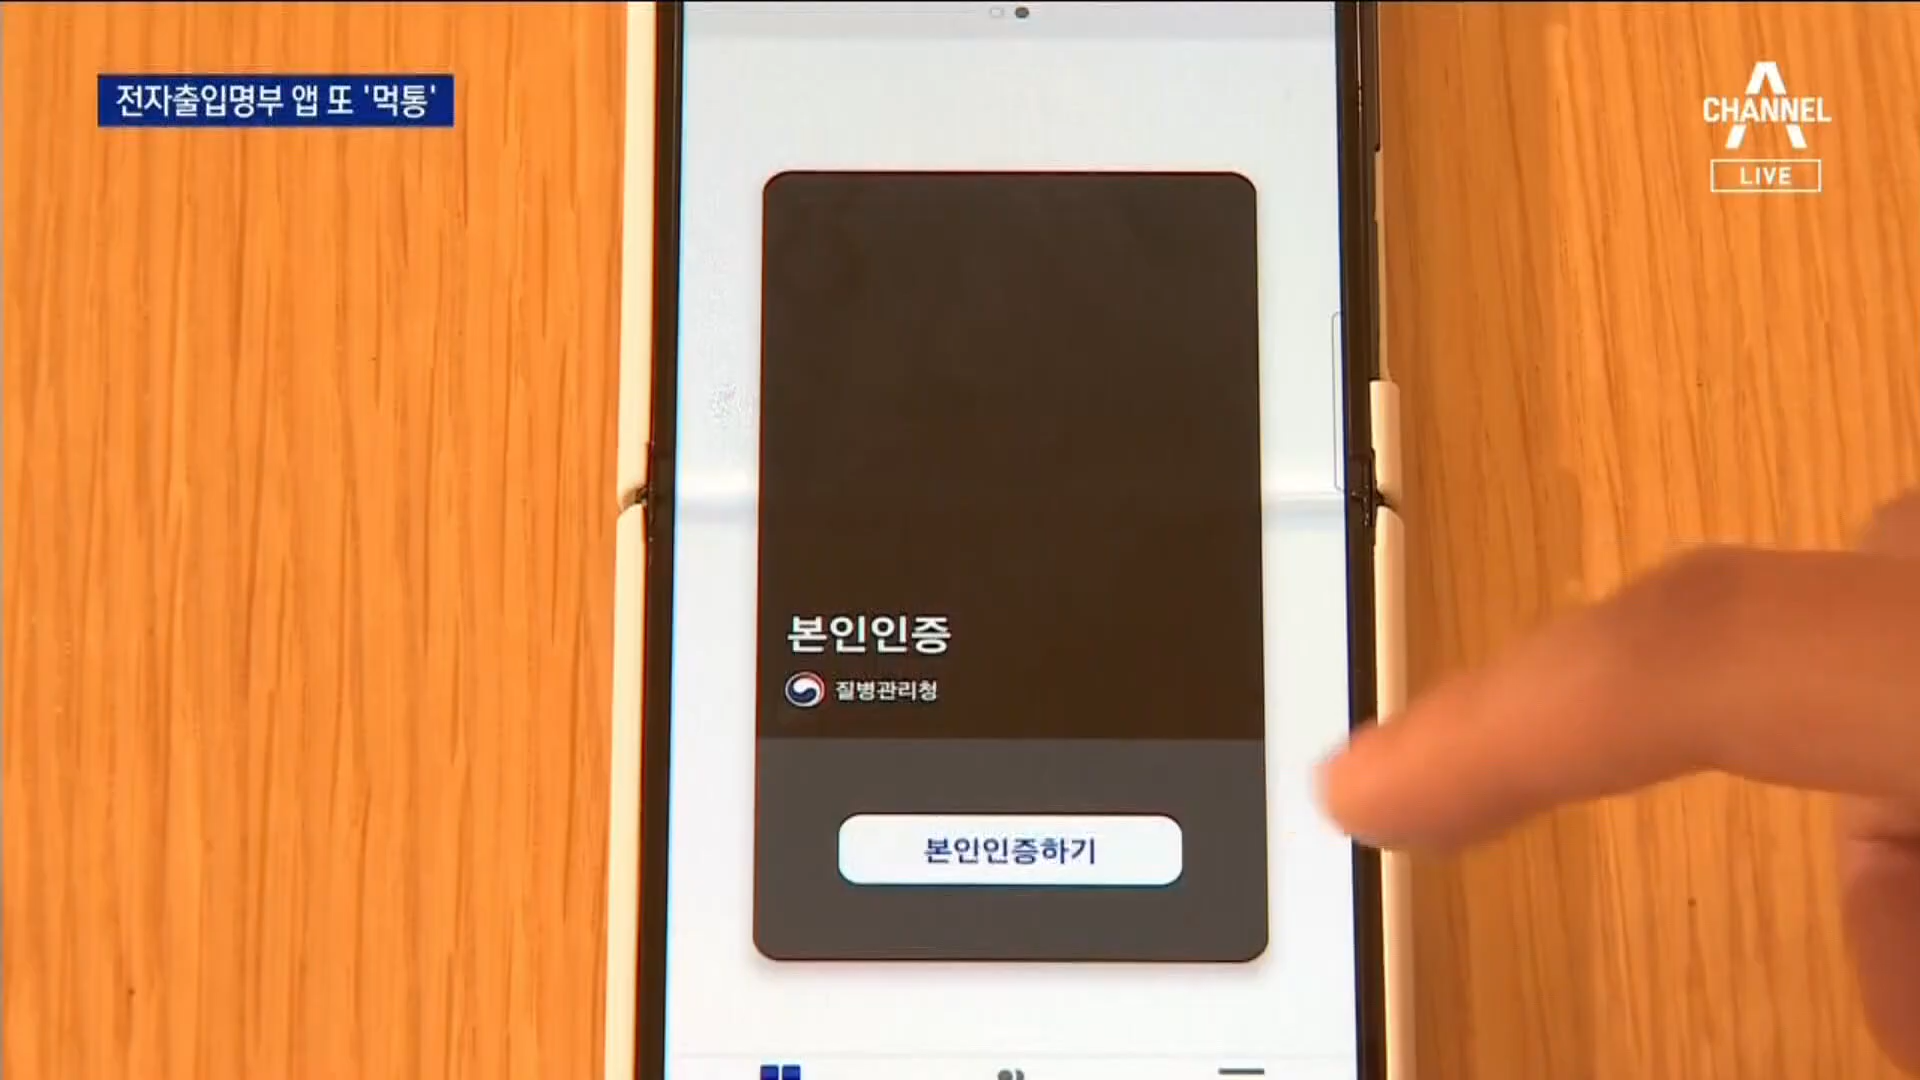 전자출입명부 앱 또 '먹통'
CHANNEL A
LIVE
본인인증
질병관리청
본인인증하기